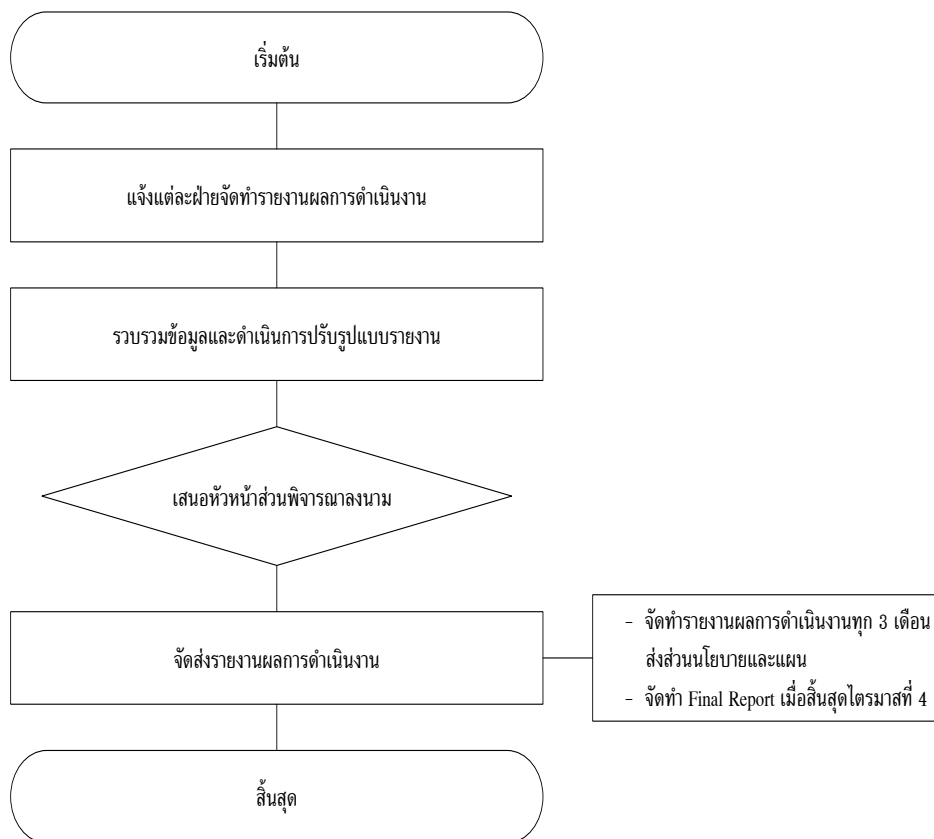 เริ่มต้น
แจ้งแต่ละฝ่ายจัดทำรายงานผลการดำเนินงาน
รวบรวมข้อมูลและดำเนินการปรับรูปแบบรายงาน
เสนอหัวหน้าส่วนพิจารณาลงนาม
จัดส่งรายงานผลการดำเนินงาน
- จัดทำรายงานผลการดำเนินงานทุก 3 เดือน
ส่งส่วนนโยบายและแผน
- จัดทำ Final Report เมื่อสิ้นสุดไตรมาสที่ 4
สิ้นสุด